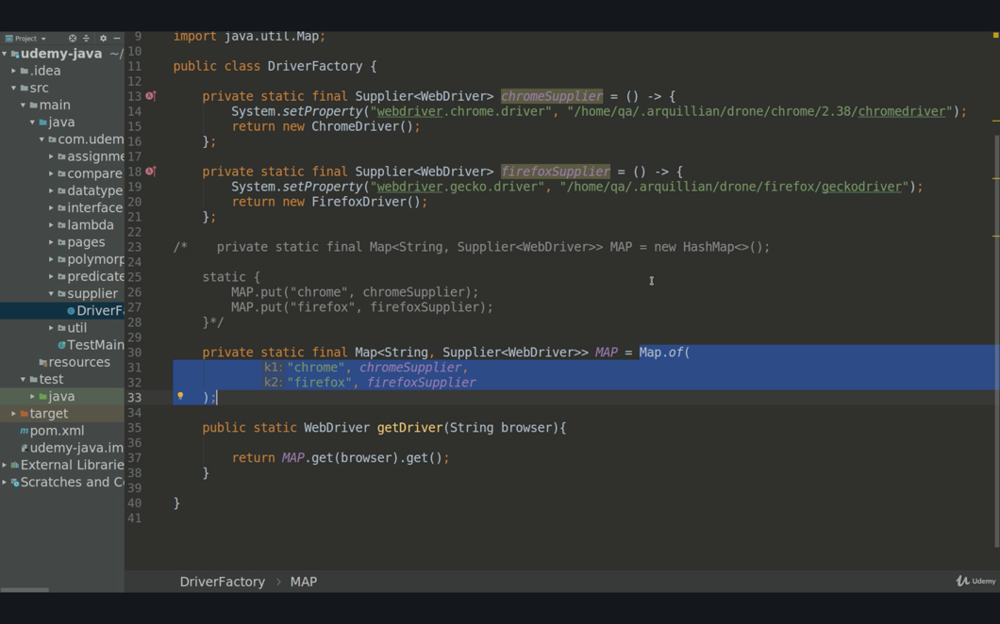 Project
udemy-java ~/
.idea
src
main
java
com.udem
assignme
compare
datatype
interface
lambda
pages
polymorp
predicate
supplier
DriverFa
util
TestMain
resources
test
java
target
pom.xml
udemy-java.im
External Librarie
Scratches and Co
9 import java.util.Map;
10
11 public class DriverFactory {
12
13 private static final Supplier<WebDriver> chromeSupplier = () -> {
14 System.setProperty("webdriver.chrome.driver", "/home/qa/.arquillian/drone/chrome/2.38/chromedriver");
15 return new ChromeDriver();
16 };
17
18 private static final Supplier<WebDriver> firefoxSupplier = () -> {
19 System.setProperty("webdriver.gecko.driver", "/home/qa/.arquillian/drone/firefox/geckodriver");
20 return new FirefoxDriver();
21 };
22
23 /* private static final Map<String, Supplier<WebDriver>> MAP = new HashMap<>();
24
25 static {
26 MAP.put("chrome", chromeSupplier);
27 MAP.put("firefox", firefoxSupplier);
28 }*/
29
30 private static final Map<String, Supplier<WebDriver>> MAP = Map.of(
31 k1: "chrome", chromeSupplier,
32 k2: "firefox", firefoxSupplier
33 );
34
35 public static WebDriver getDriver(String browser){
36
37 return MAP.get(browser).get();
38 }
39
40 }
41
DriverFactory > MAP
Udemy